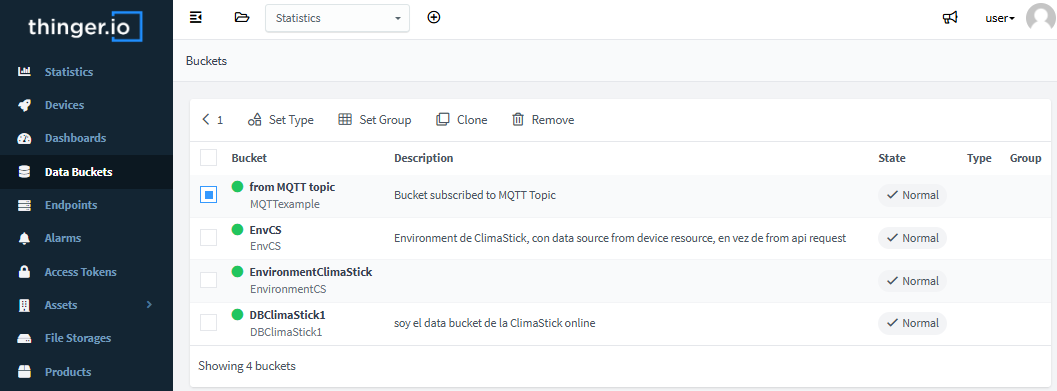 thinger.io
Statistics
user
Statistics
Devices
Dashboards
Data Buckets
Endpoints
Alarms
Access Tokens
Assets
File Storages
Products
Buckets
1 Set Type Set Group Clone Remove
Bucket Description State Type Group
from MQTT topic
MQTTexample
Bucket subscribed to MQTT Topic
Normal
EnvCS
EnvCS
Environment de ClimaStick, con data source from device resource, en vez de from api request
Normal
EnvironmentClimaStick
EnvironmentCS
Normal
DBClimaStick1
DBClimaStick1
soy el data bucket de la ClimaStick online
Normal
Showing 4 buckets